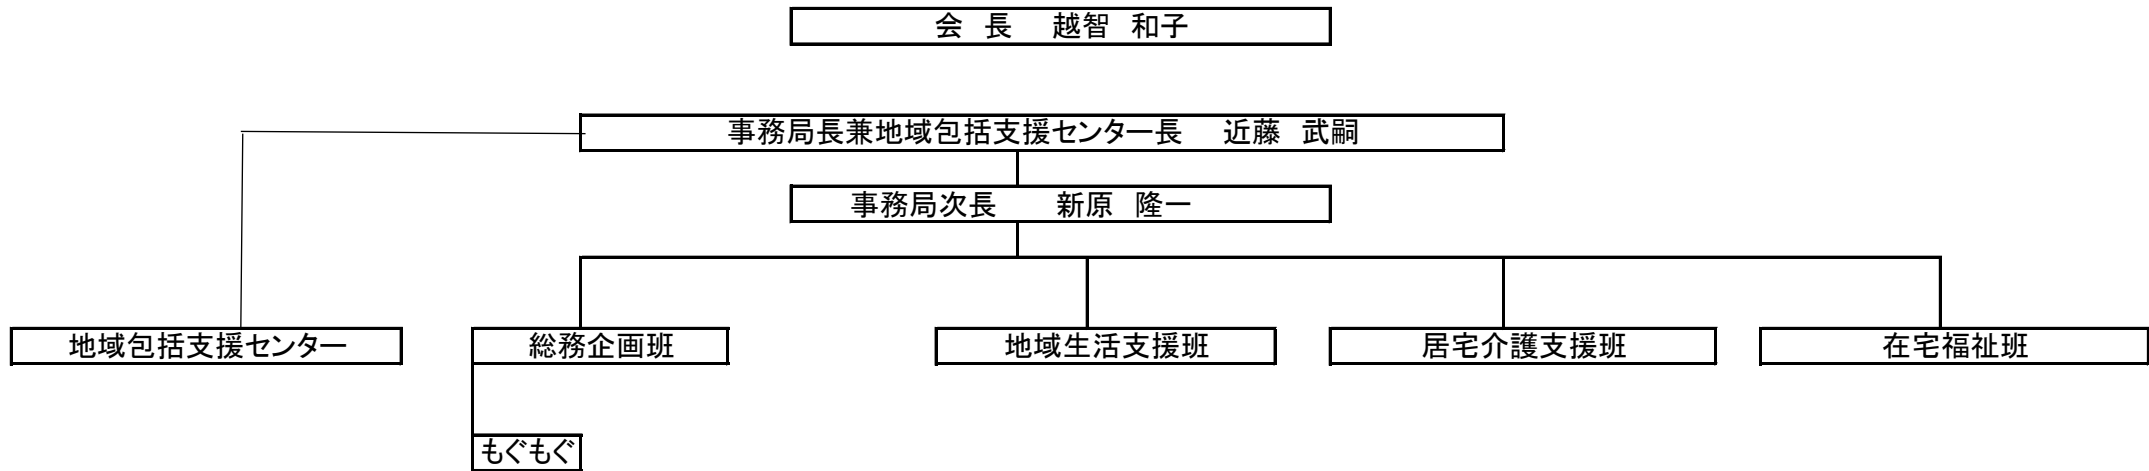 会 長　越智 和子
事務局長兼地域包括支援センター長　近藤 武嗣
事務局次長　新原 隆一
地域包括支援センター
総務企画班
地域生活支援班
居宅介護支援班
在宅福祉班
もぐもぐ